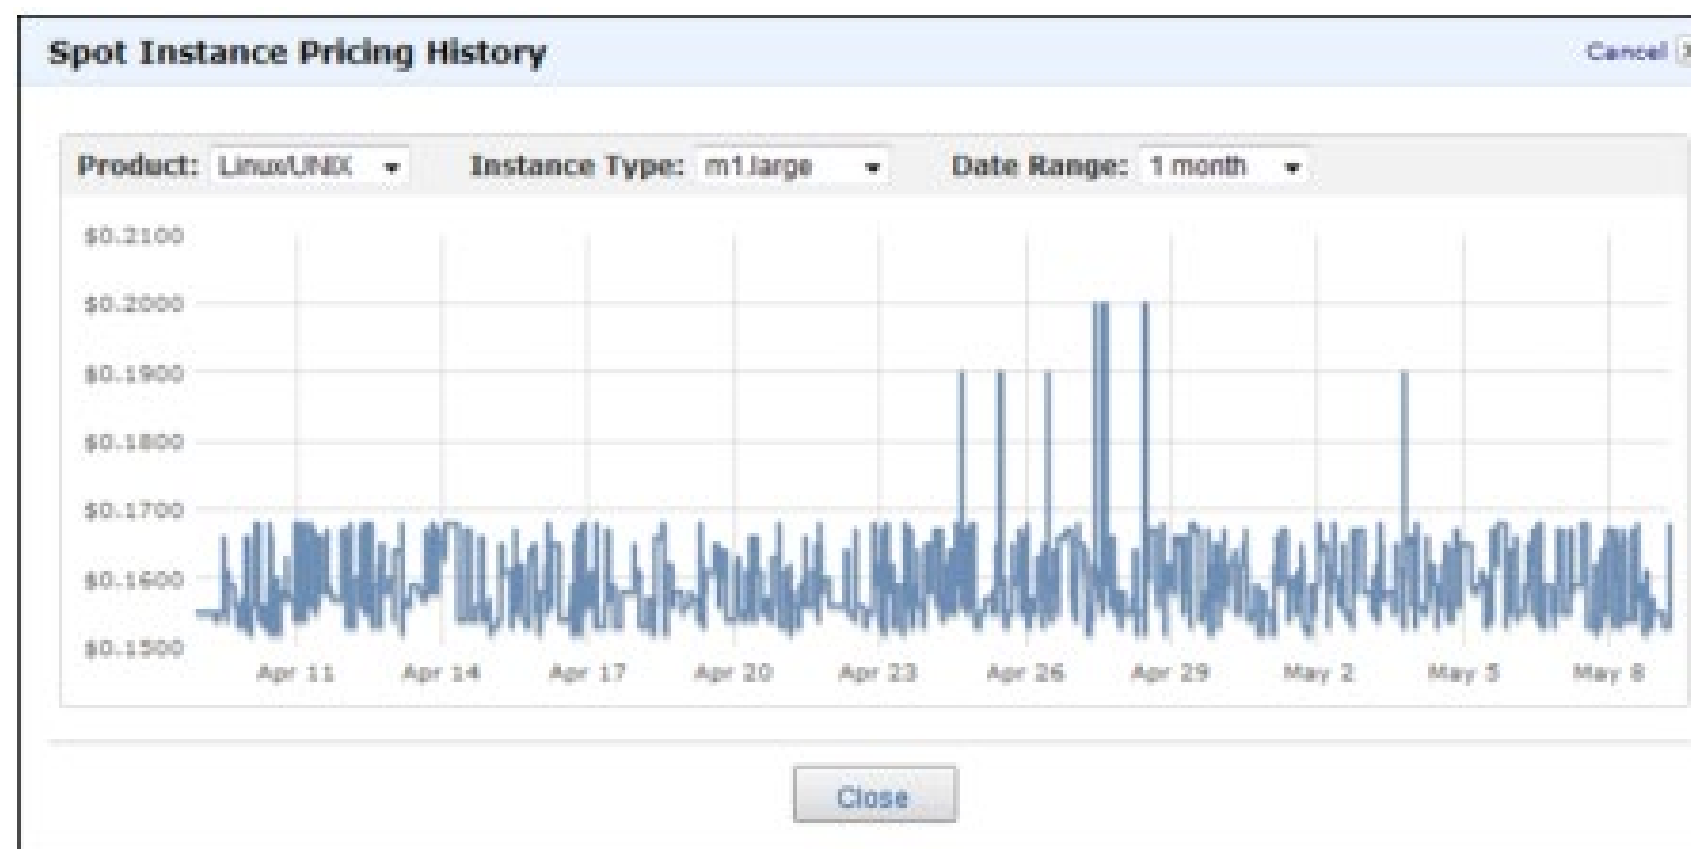 Spot Instance Pricing History
Cancel
Product: Linux/UNIX Instance Type: m1.large Date Range: 1 month
$0.2100
$0.2000
$0.1900
$0.1800
$0.1700
$0.1600
$0.1500
Apr 11 Apr 14 Apr 17 Apr 20 Apr 23 Apr 26 Apr 29 May 2 May 5 May 8
Close